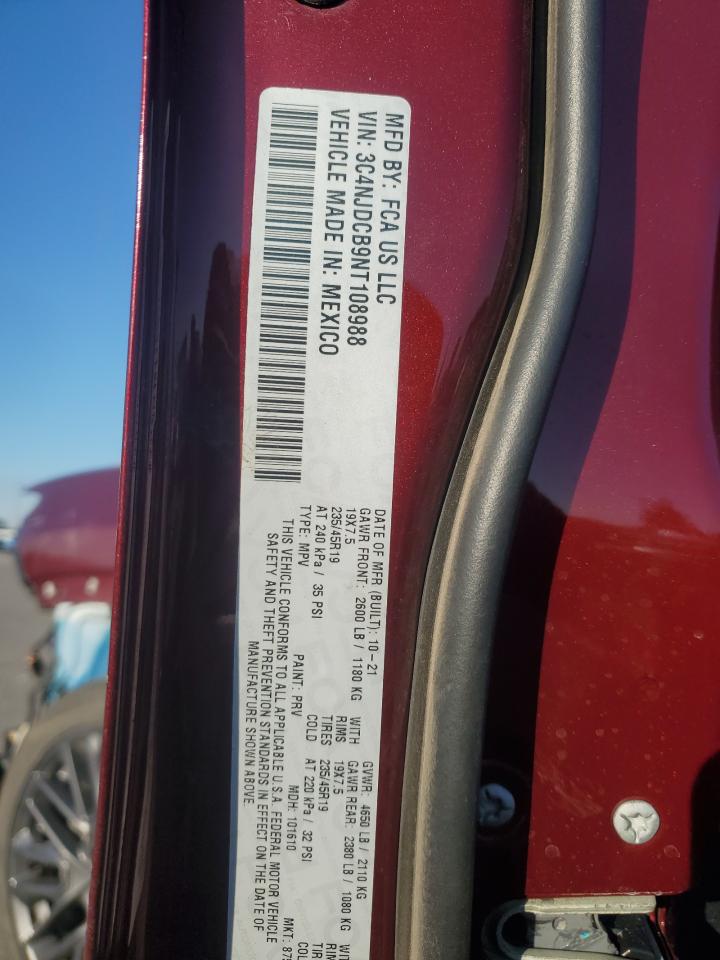 MFD BY: FCA US LLC
VIN: 3C4NJDCB9NT108988
VEHICLE MADE IN: MEXICO
DATE OF MFR (BUILT): 10-21 GVWR: 4650 LB / 2110 KG
GAWR FRONT: 2600 LB / 1180 KG WITH GAWR REAR: 2380 LB / 1080 KG
19X7.5 RIMS 19X7.5
235/45R19 TIRES 235/45R19
AT 240 kPa / 35 PSI COLD AT 220 kPa / 32 PSI
TYPE: MPV PAINT: PRV MDH: 101610 MKT:
THIS VEHICLE CONFORMS TO ALL APPLICABLE U.S.A. FEDERAL MOTOR VEHICLE
SAFETY AND THEFT PREVENTION STANDARDS IN EFFECT ON THE DATE OF
MANUFACTURE SHOWN ABOVE.